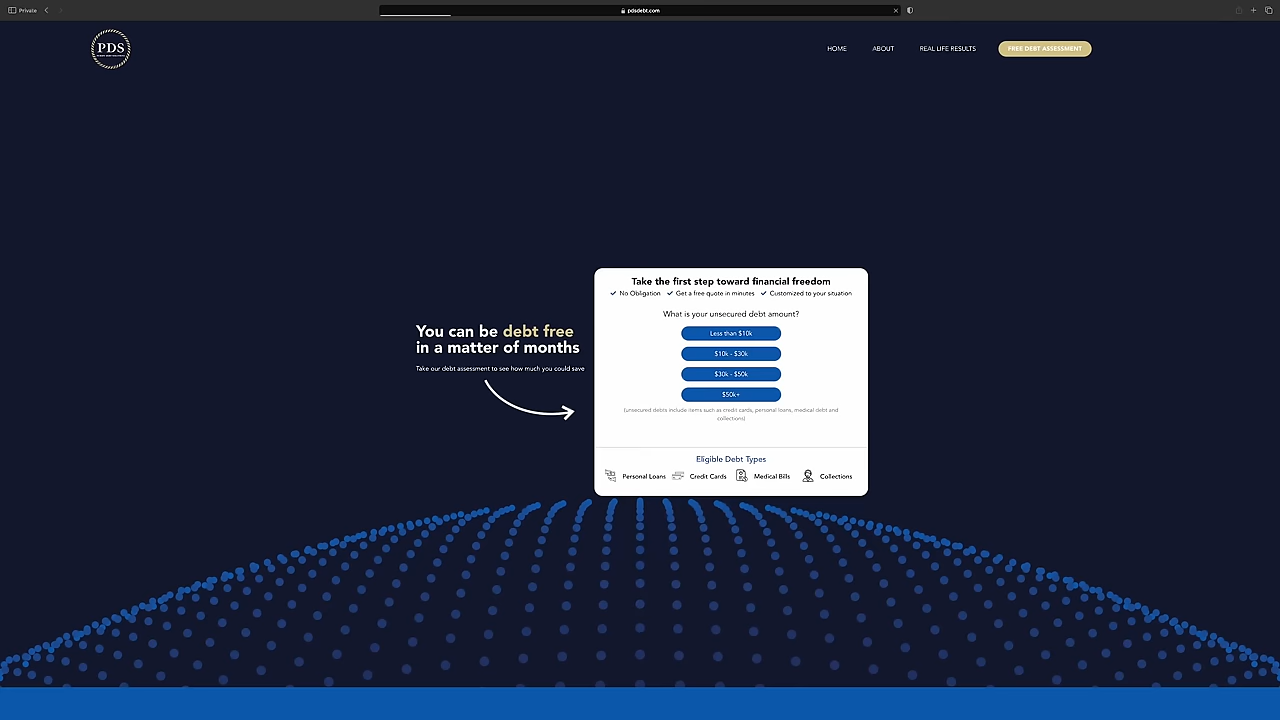 Private
pdsdebt.com
PDS
HOME
ABOUT
REAL LIFE RESULTS
FREE DEBT ASSESSMENT
You can be debt free
in a matter of months
Take our debt assessment to see how much you could save
Take the first step toward financial freedom
No Obligation
Get a free quote in minutes
Customized to your situation
What is your unsecured debt amount?
Less than $10k
$10k - $30k
$30k - $50k
$50k+
(unsecured debts include items such as credit cards, personal loans, medical debt and
collections)
Eligible Debt Types
Personal Loans
Credit Cards
Medical Bills
Collections